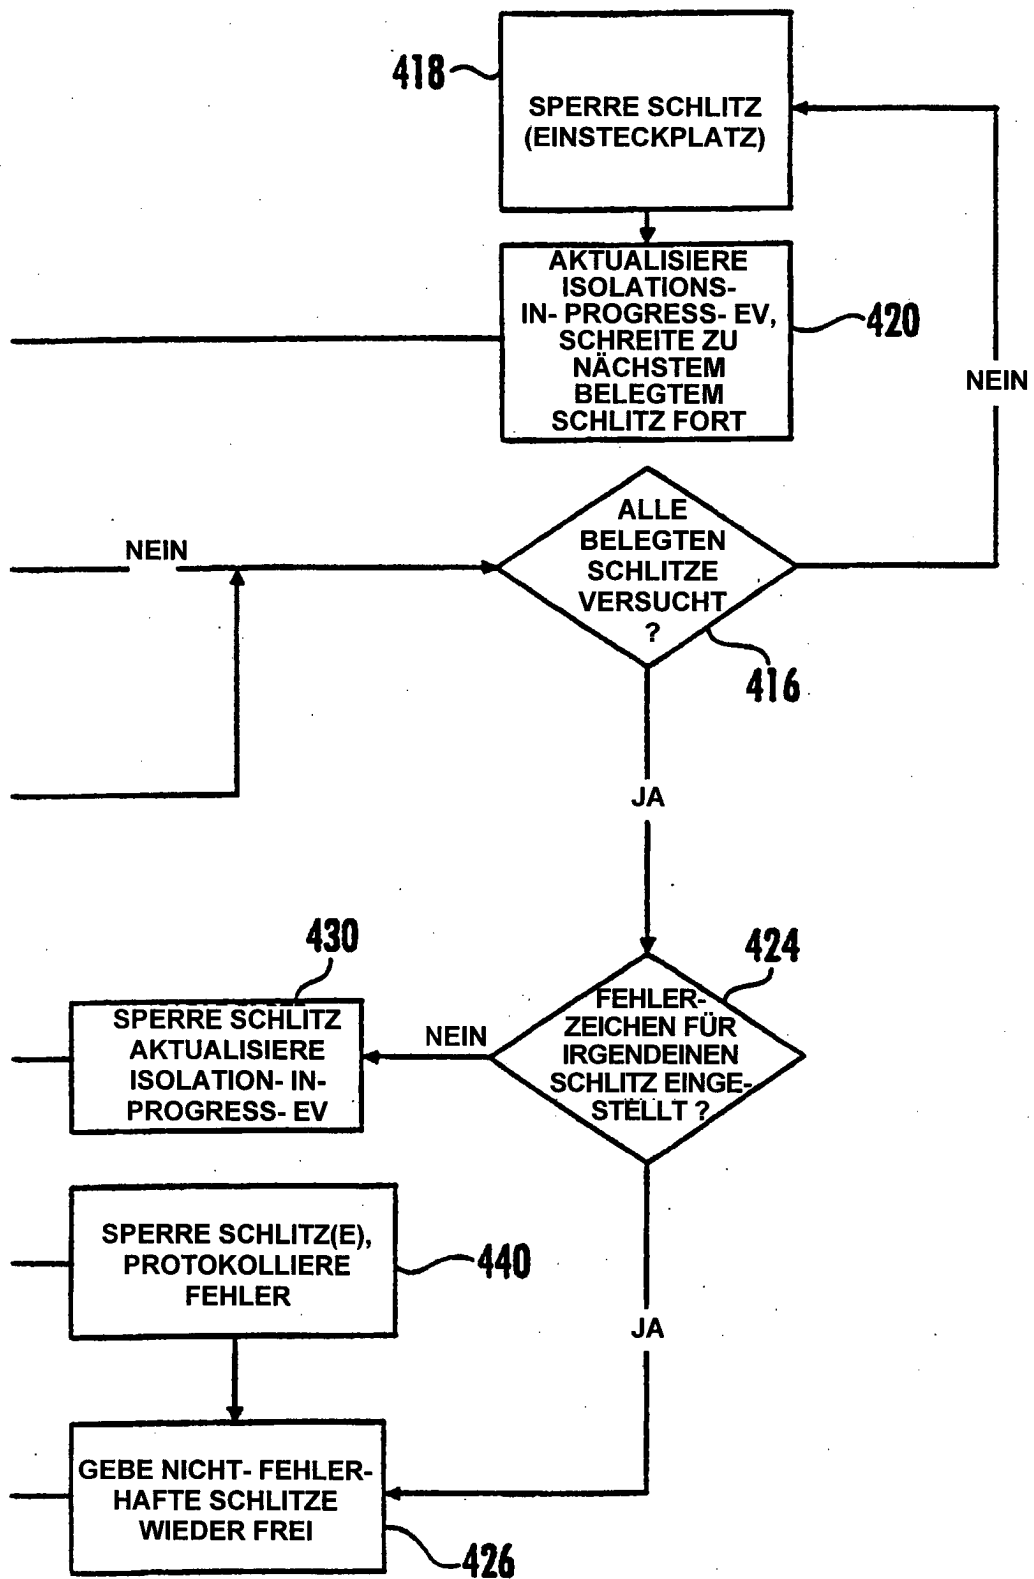 418
SPERRE SCHLITZ
(EINSTECKPLATZ)
AKTUALISIERE
ISOLATIONS-
IN- PROGRESS- EV,
SCHREITE ZU
NÄCHSTEM
BELEGTEM
SCHLITZ FORT
420
NEIN
NEIN
ALLE
BELEGTEN
SCHLITZE
VERSUCHT
?
416
JA
430
424
SPERRE SCHLITZ
AKTUALISIERE
ISOLATION- IN-
PROGRESS- EV
NEIN
FEHLER-
ZEICHEN FÜR
IRGENDEINEN
SCHLITZ EINGE-
STELLT ?
SPERRE SCHLITZ(E),
PROTOKOLLIERE
FEHLER
440
JA
GEBE NICHT- FEHLER-
HAFTE SCHLITZE
WIEDER FREI
426